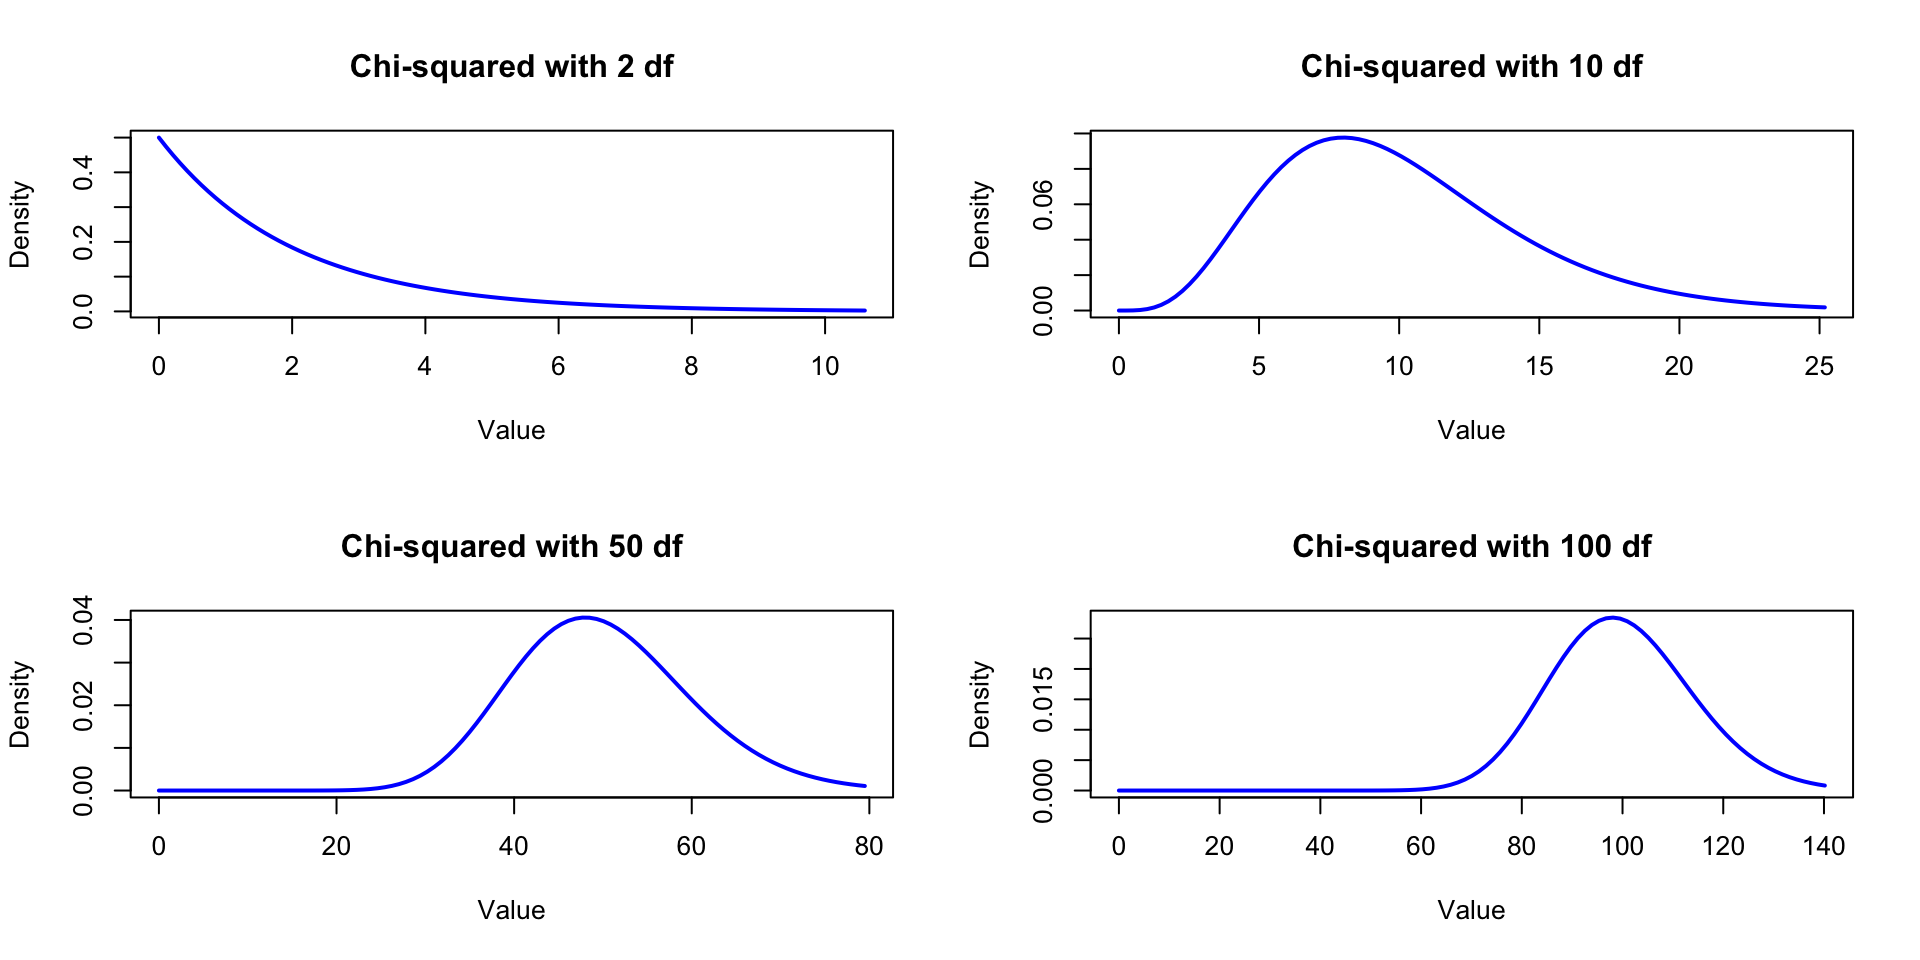 Chi-squared with 2 df
Density
0.0 0.2 0.4
0 2 4 6 8 10
Value
Chi-squared with 10 df
Density
0.00 0.06
0 5 10 15 20 25
Value
Chi-squared with 50 df
Density
0.00 0.02 0.04
0 20 40 60 80
Value
Chi-squared with 100 df
Density
0.000 0.015
0 20 40 60 80 100 120 140
Value